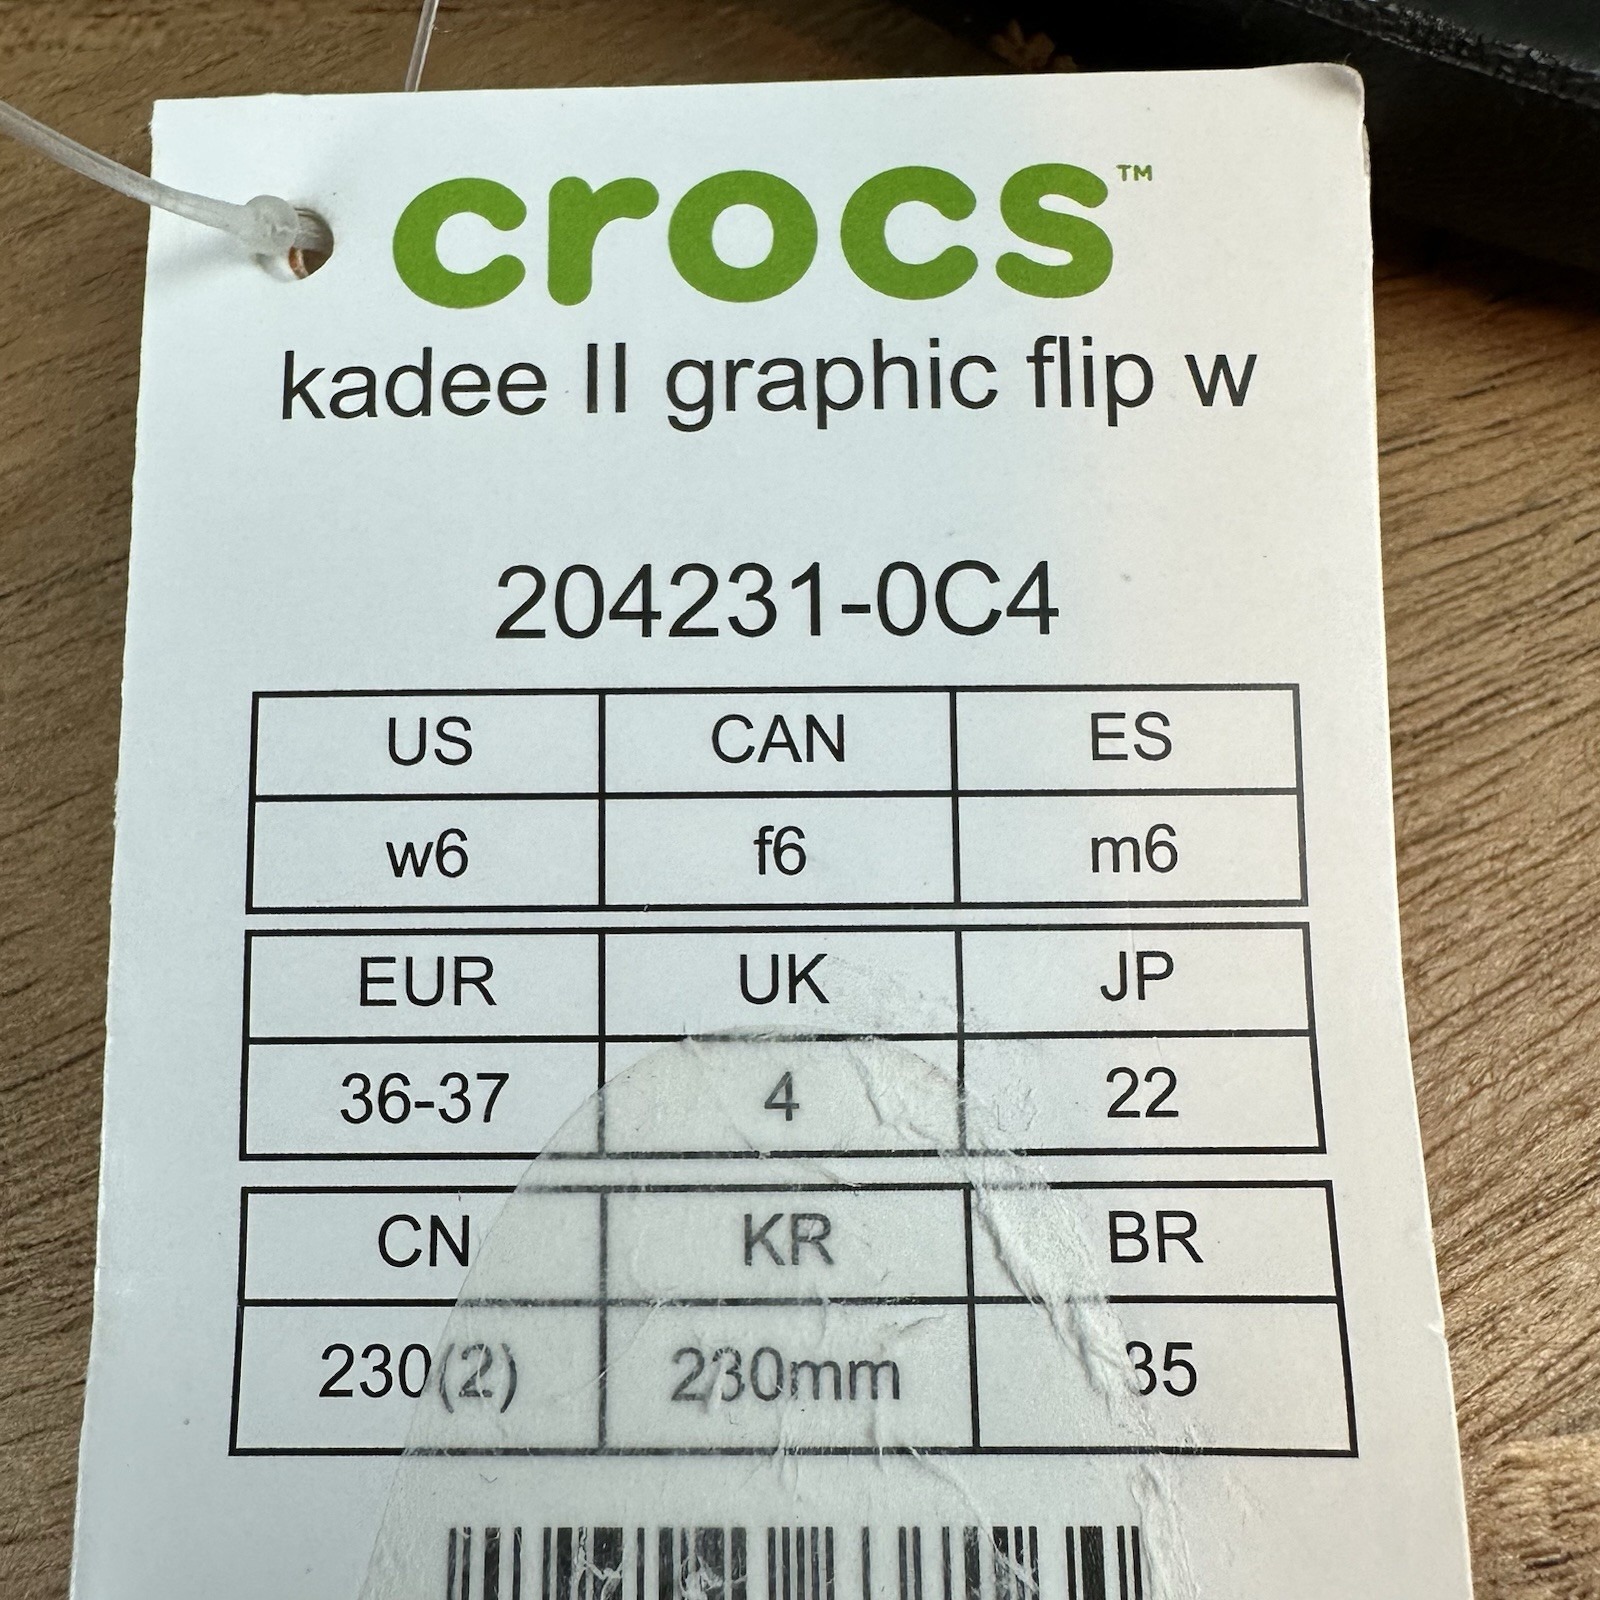 crocs™
kadee II graphic flip w
204231-0C4
US CAN ES
w6 f6 m6
EUR UK JP
36-37 4 22
CN KR BR
230(2) 230mm 35